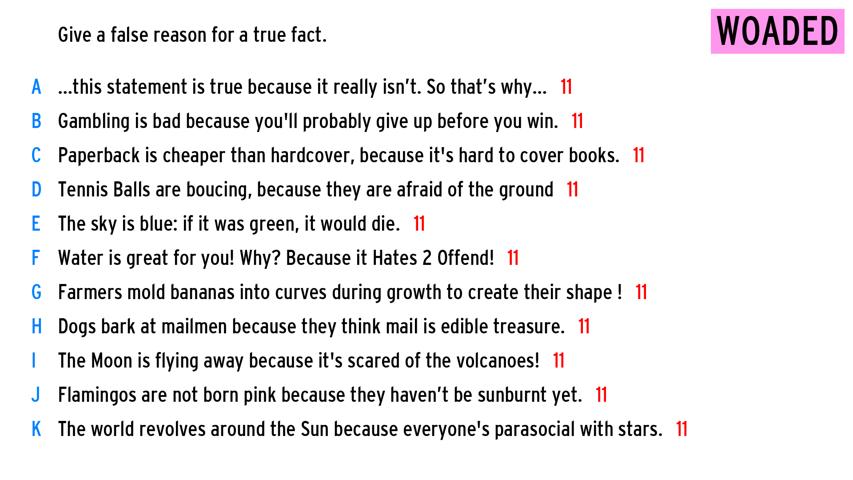 Give a false reason for a true fact.
WOADED
A ...this statement is true because it really isn't. So that's why... 11
B Gambling is bad because you'll probably give up before you win. 11
C Paperback is cheaper than hardcover, because it's hard to cover books. 11
D Tennis Balls are boucing, because they are afraid of the ground 11
E The sky is blue: if it was green, it would die. 11
F Water is great for you! Why? Because it Hates 2 Offend! 11
G Farmers mold bananas into curves during growth to create their shape ! 11
H Dogs bark at mailmen because they think mail is edible treasure. 11
I The Moon is flying away because it's scared of the volcanoes! 11
J Flamingos are not born pink because they haven't be sunburnt yet. 11
K The world revolves around the Sun because everyone's parasocial with stars. 11